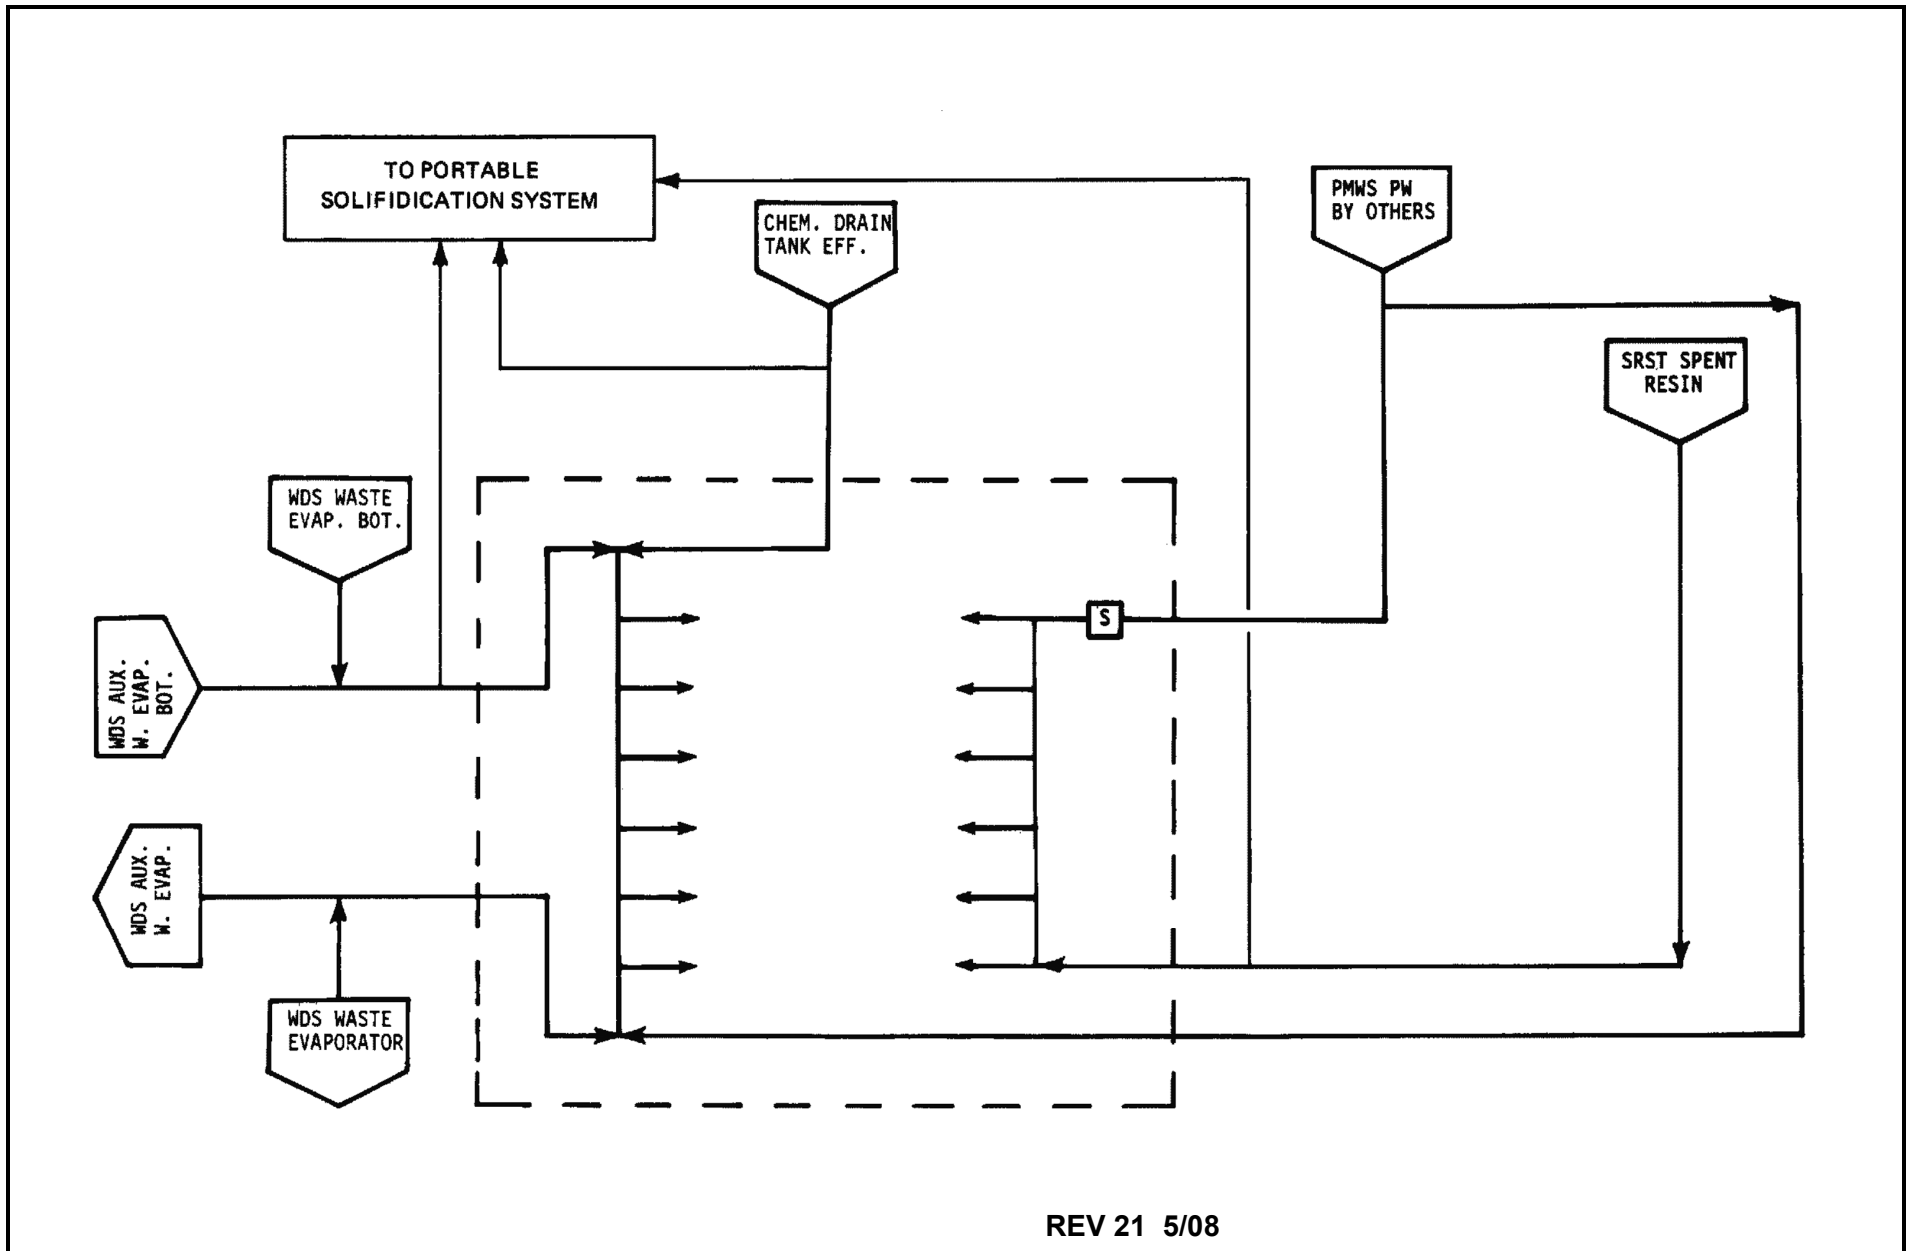 TO PORTABLE
SOLIFIDICATION SYSTEM
CHEM. DRAIN
TANK EFF.
PMWS PW
BY OTHERS
SRST SPENT
RESIN
WDS WASTE
EVAP. BOT.
S
WDS AUX.
W. EVAP.
BOT.
WDS AUX.
W. EVAP.
WDS WASTE
EVAPORATOR
REV 21 5/08